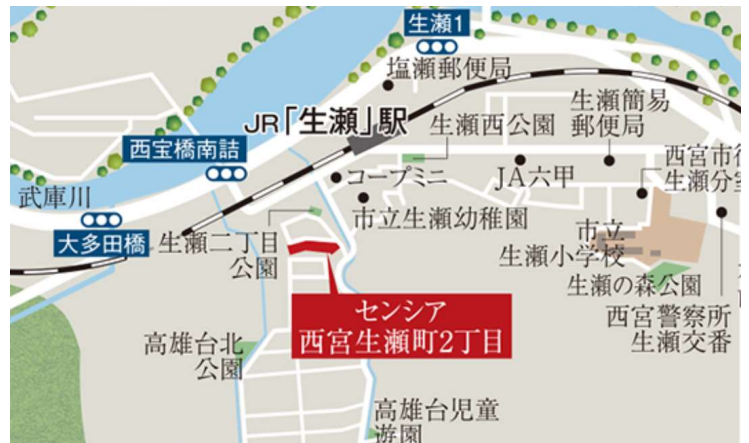 生瀬1
塩瀬郵便局
JR「生瀬」駅
生瀬西公園
生瀬簡易
郵便局
西宝橋南詰
コープミニ
JA六甲
西宮市役
生瀬分室
武庫川
大多田橋
生瀬二丁目
公園
市立生瀬幼稚園
市立
生瀬小学校
生瀬の森公園
センシア
西宮生瀬町2丁目
西宮警察所
生瀬交番
高雄台北
公園
高雄台児童
遊園